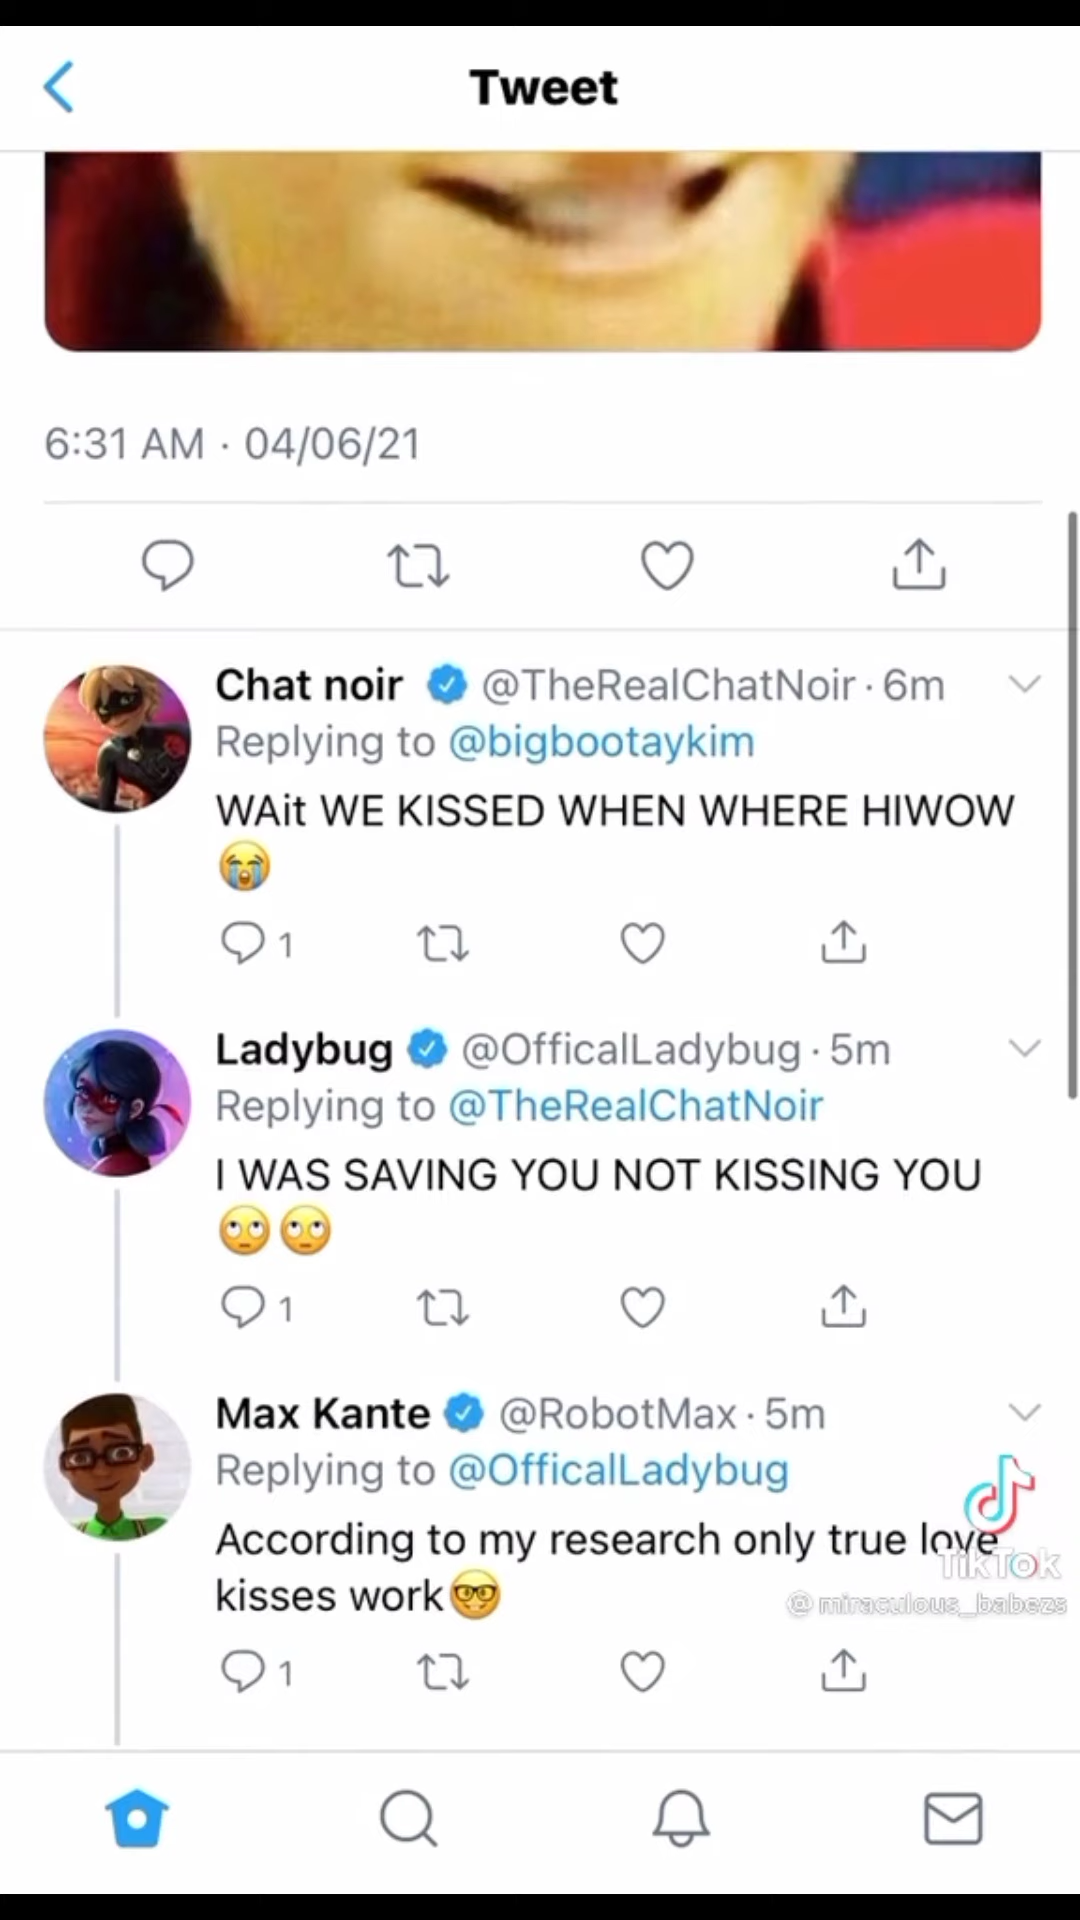 Tweet
6:31 AM · 04/06/21
Chat noir @TheRealChatNoir · 6m
Replying to @bigbootaykim
WAit WE KISSED WHEN WHERE HIWOW
😭
1
Ladybug @OfficalLadybug · 5m
Replying to @TheRealChatNoir
I WAS SAVING YOU NOT KISSING YOU
🙄🙄
1
Max Kante @RobotMax · 5m
Replying to @OfficalLadybug
According to my research only true love
kisses work🤓
TikTok
@miraculous_babezs
1